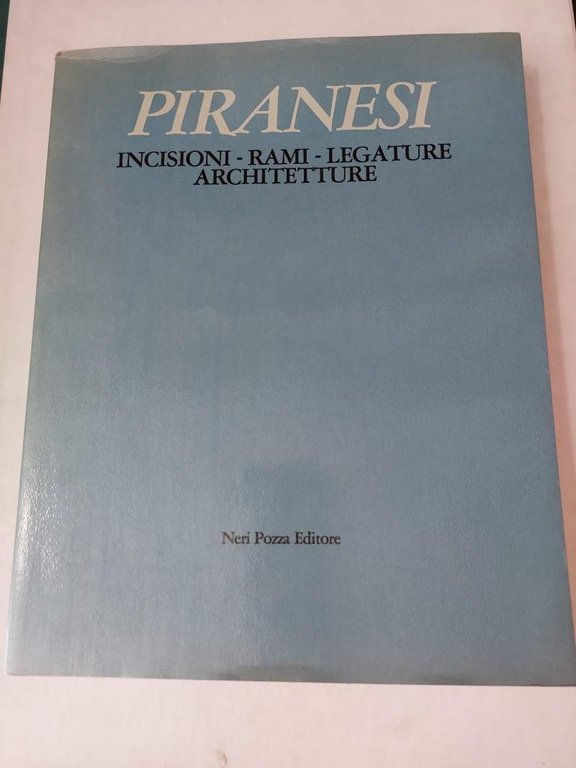 PIRANESI
INCISIONI - RAMI - LEGATURE
ARCHITETTURE
Neri Pozza Editore